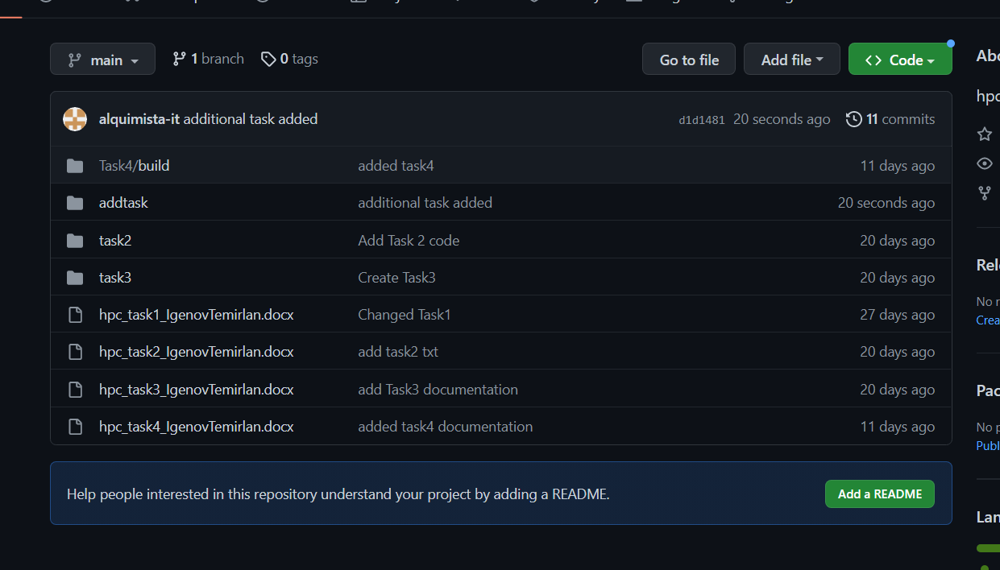 main
1 branch
0 tags
Go to file
Add file
Code
alquimista-it additional task added
d1d1481 20 seconds ago
11 commits
Task4/build added task4 11 days ago
addtask additional task added 20 seconds ago
task2 Add Task 2 code 20 days ago
task3 Create Task3 20 days ago
hpc_task1_IgenovTemirlan.docx Changed Task1 27 days ago
hpc_task2_IgenovTemirlan.docx add task2 txt 20 days ago
hpc_task3_IgenovTemirlan.docx add Task3 documentation 20 days ago
hpc_task4_IgenovTemirlan.docx added task4 documentation 11 days ago
Help people interested in this repository understand your project by adding a README.
Add a README
Abo
hpc
Rel
No r
Crea
Pac
No p
Publ
Lan